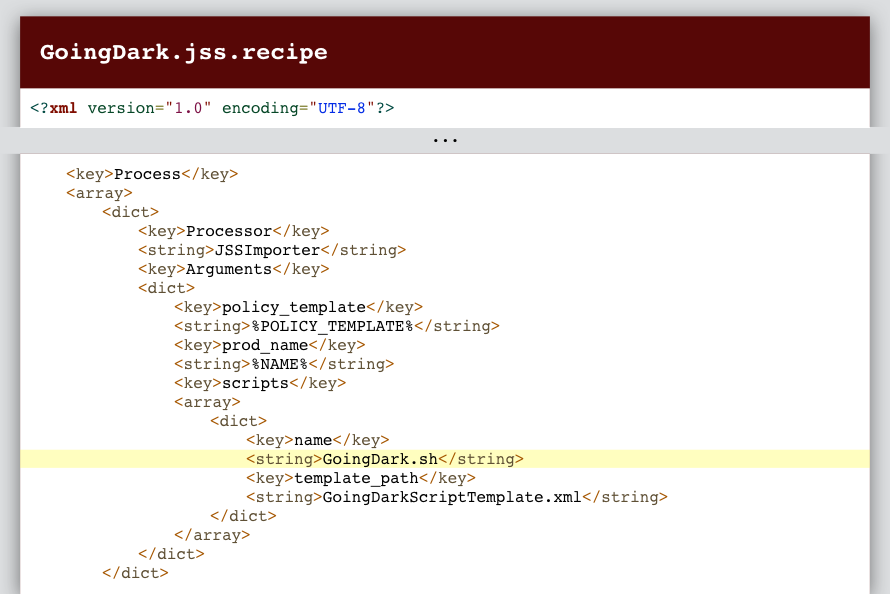 GoingDark.jss.recipe
<?xml version="1.0" encoding="UTF-8"?>
...
<key>Process</key>
<array>
<dict>
<key>Processor</key>
<string>JSSImporter</string>
<key>Arguments</key>
<dict>
<key>policy_template</key>
<string>%POLICY_TEMPLATE%</string>
<key>prod_name</key>
<string>%NAME%</string>
<key>scripts</key>
<array>
<dict>
<key>name</key>
<string>GoingDark.sh</string>
<key>template_path</key>
<string>GoingDarkScriptTemplate.xml</string>
</dict>
</array>
</dict>
</dict>